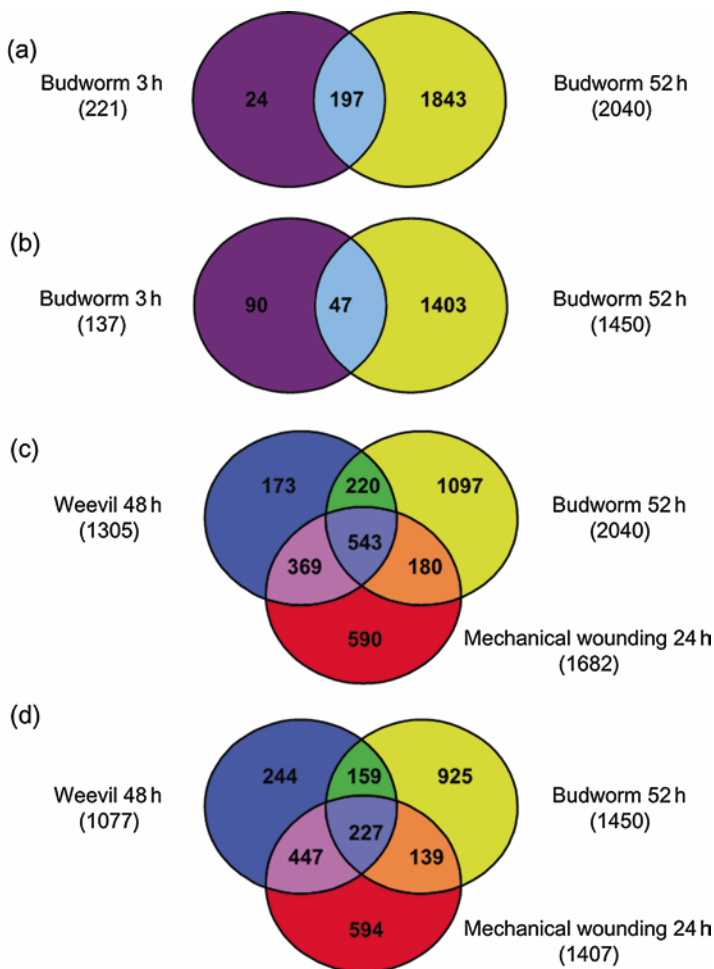 (a)
Budworm 3 h
(221)
24
197
1843
Budworm 52 h
(2040)
(b)
Budworm 3 h
(137)
90
47
1403
Budworm 52 h
(1450)
(c)
Weevil 48 h
(1305)
173
220
1097
543
369
180
590
Budworm 52 h
(2040)
Mechanical wounding 24 h
(1682)
(d)
Weevil 48 h
(1077)
244
159
925
227
447
139
594
Budworm 52 h
(1450)
Mechanical wounding 24 h
(1407)